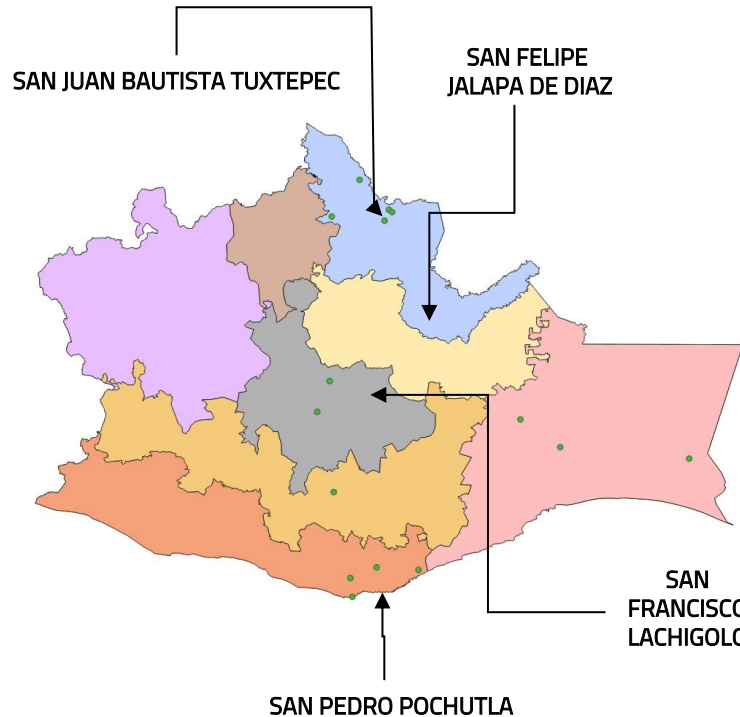 SAN JUAN BAUTISTA TUXTEPEC
SAN FELIPE
JALAPA DE DIAZ
SAN
FRANCISCO
LACHIGOLO
SAN PEDRO POCHUTLA